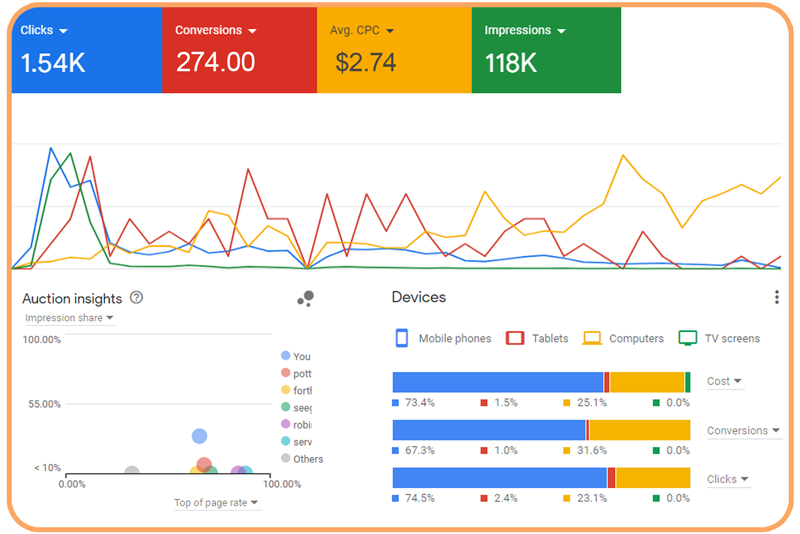 Clicks Conversions Avg. CPC Impressions
1.54K 274.00 $2.74 118K
Auction insights
Impression share
100.00%
55.00%
< 10%
0.00% 100.00%
Top of page rate
You
pott
fortl
seeg
robi
serv
Others
Devices
Mobile phones Tablets Computers TV screens
Cost
73.4% 1.5% 25.1% 0.0%
Conversions
67.3% 1.0% 31.6% 0.0%
Clicks
74.5% 2.4% 23.1% 0.0%